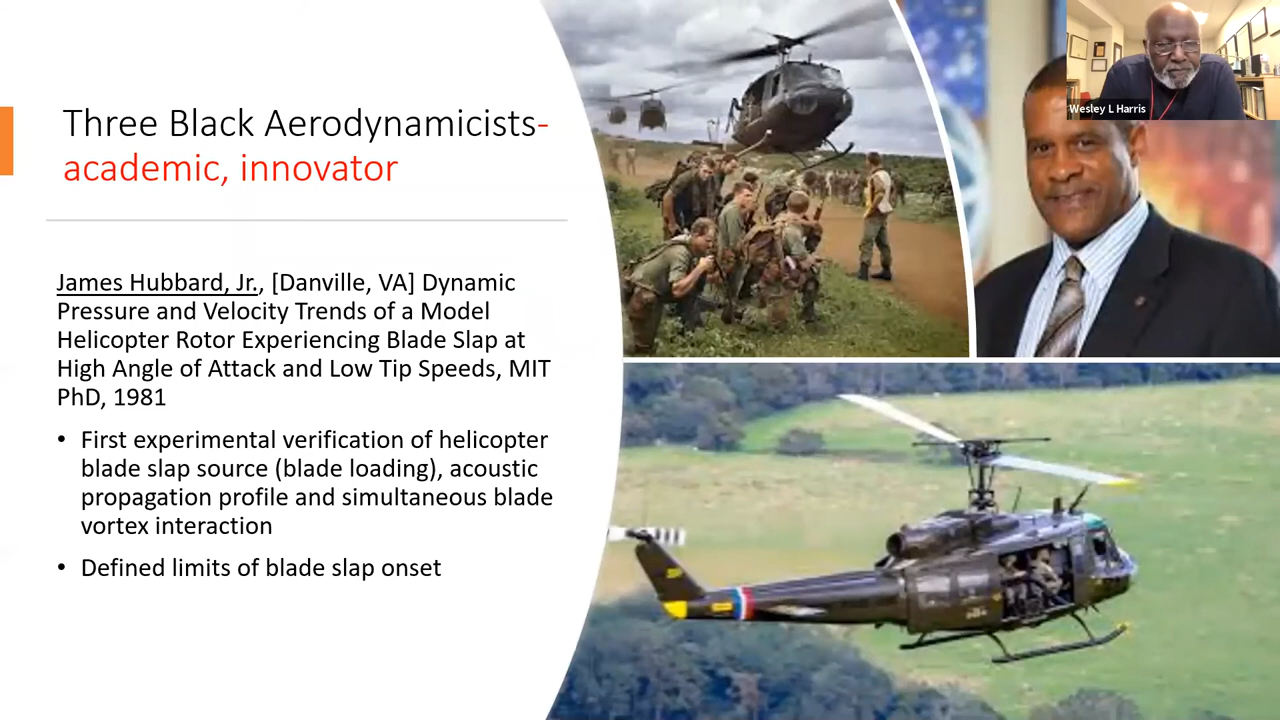 Three Black Aerodynamicists-
academic, innovator
James Hubbard, Jr., [Danville, VA] Dynamic
Pressure and Velocity Trends of a Model
Helicopter Rotor Experiencing Blade Slap at
High Angle of Attack and Low Tip Speeds, MIT
PhD, 1981
• First experimental verification of helicopter
blade slap source (blade loading), acoustic
propagation profile and simultaneous blade
vortex interaction
• Defined limits of blade slap onset
Wesley L Harris